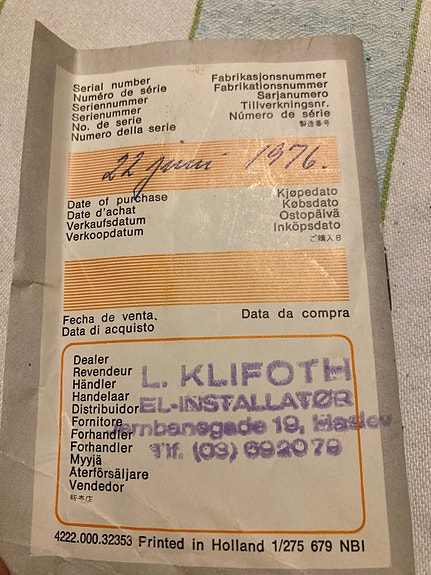 Serial number
Numéro de série
Seriennummer
Serienummer
No. de serie
Numero della serie
Fabrikasjonsnummer
Fabrikationsnummer
Sarjanumero
Tillverkningsnr.
Número de série
製造番号
22 juni 1976.
Date of purchase
Date d'achat
Verkaufsdatum
Verkoopdatum
Kjøpedato
Købsdato
Ostopäivä
Inköpsdato
ご購入日
Fecha de venta
Data di acquisto
Data da compra
Dealer
Revendeur
Händler
Handelaar
Distribuidor
Fornitore
Forhandler
Forhandler
Myyjä
Återförsäljare
Vendedor
販売店
L. KLIFOTH
EL-INSTALLATØR
Jernbanegade 19, Haslev
Tlf. (03) 692079
4222.000.32353 Printed in Holland 1/275 679 NBI